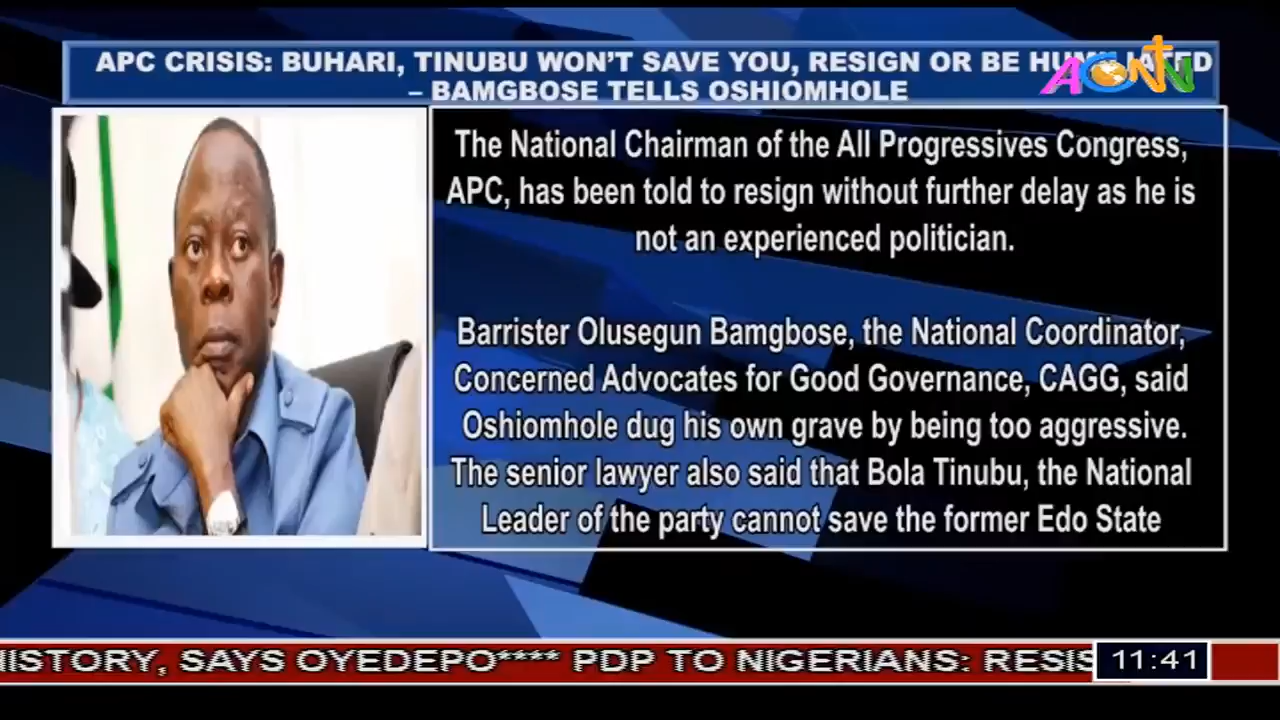 APC CRISIS: BUHARI, TINUBU WON'T SAVE YOU, RESIGN OR BE
– BAMGBOSE TELLS OSHIOMHOLE
ACNN
The National Chairman of the All Progressives Congress,
APC, has been told to resign without further delay as he is
not an experienced politician.
Barrister Olusegun Bamgbose, the National Coordinator,
Concerned Advocates for Good Governance, CAGG, said
Oshiomhole dug his own grave by being too aggressive.
The senior lawyer also said that Bola Tinubu, the National
Leader of the party cannot save the former Edo State
ISTORY, SAYS OYEDEPO**** PDP TO NIGERIANS: RESIS
11:41